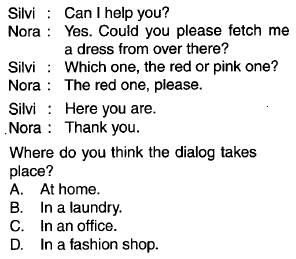 Silvi : Can I help you?
Nora : Yes. Could you please fetch me
a dress from over there?
Silvi : Which one, the red or pink one?
Nora : The red one, please.
Silvi : Here you are.
Nora : Thank you.
Where do you think the dialog takes
place?
A. At home.
B. In a laundry.
C. In an office.
D. In a fashion shop.